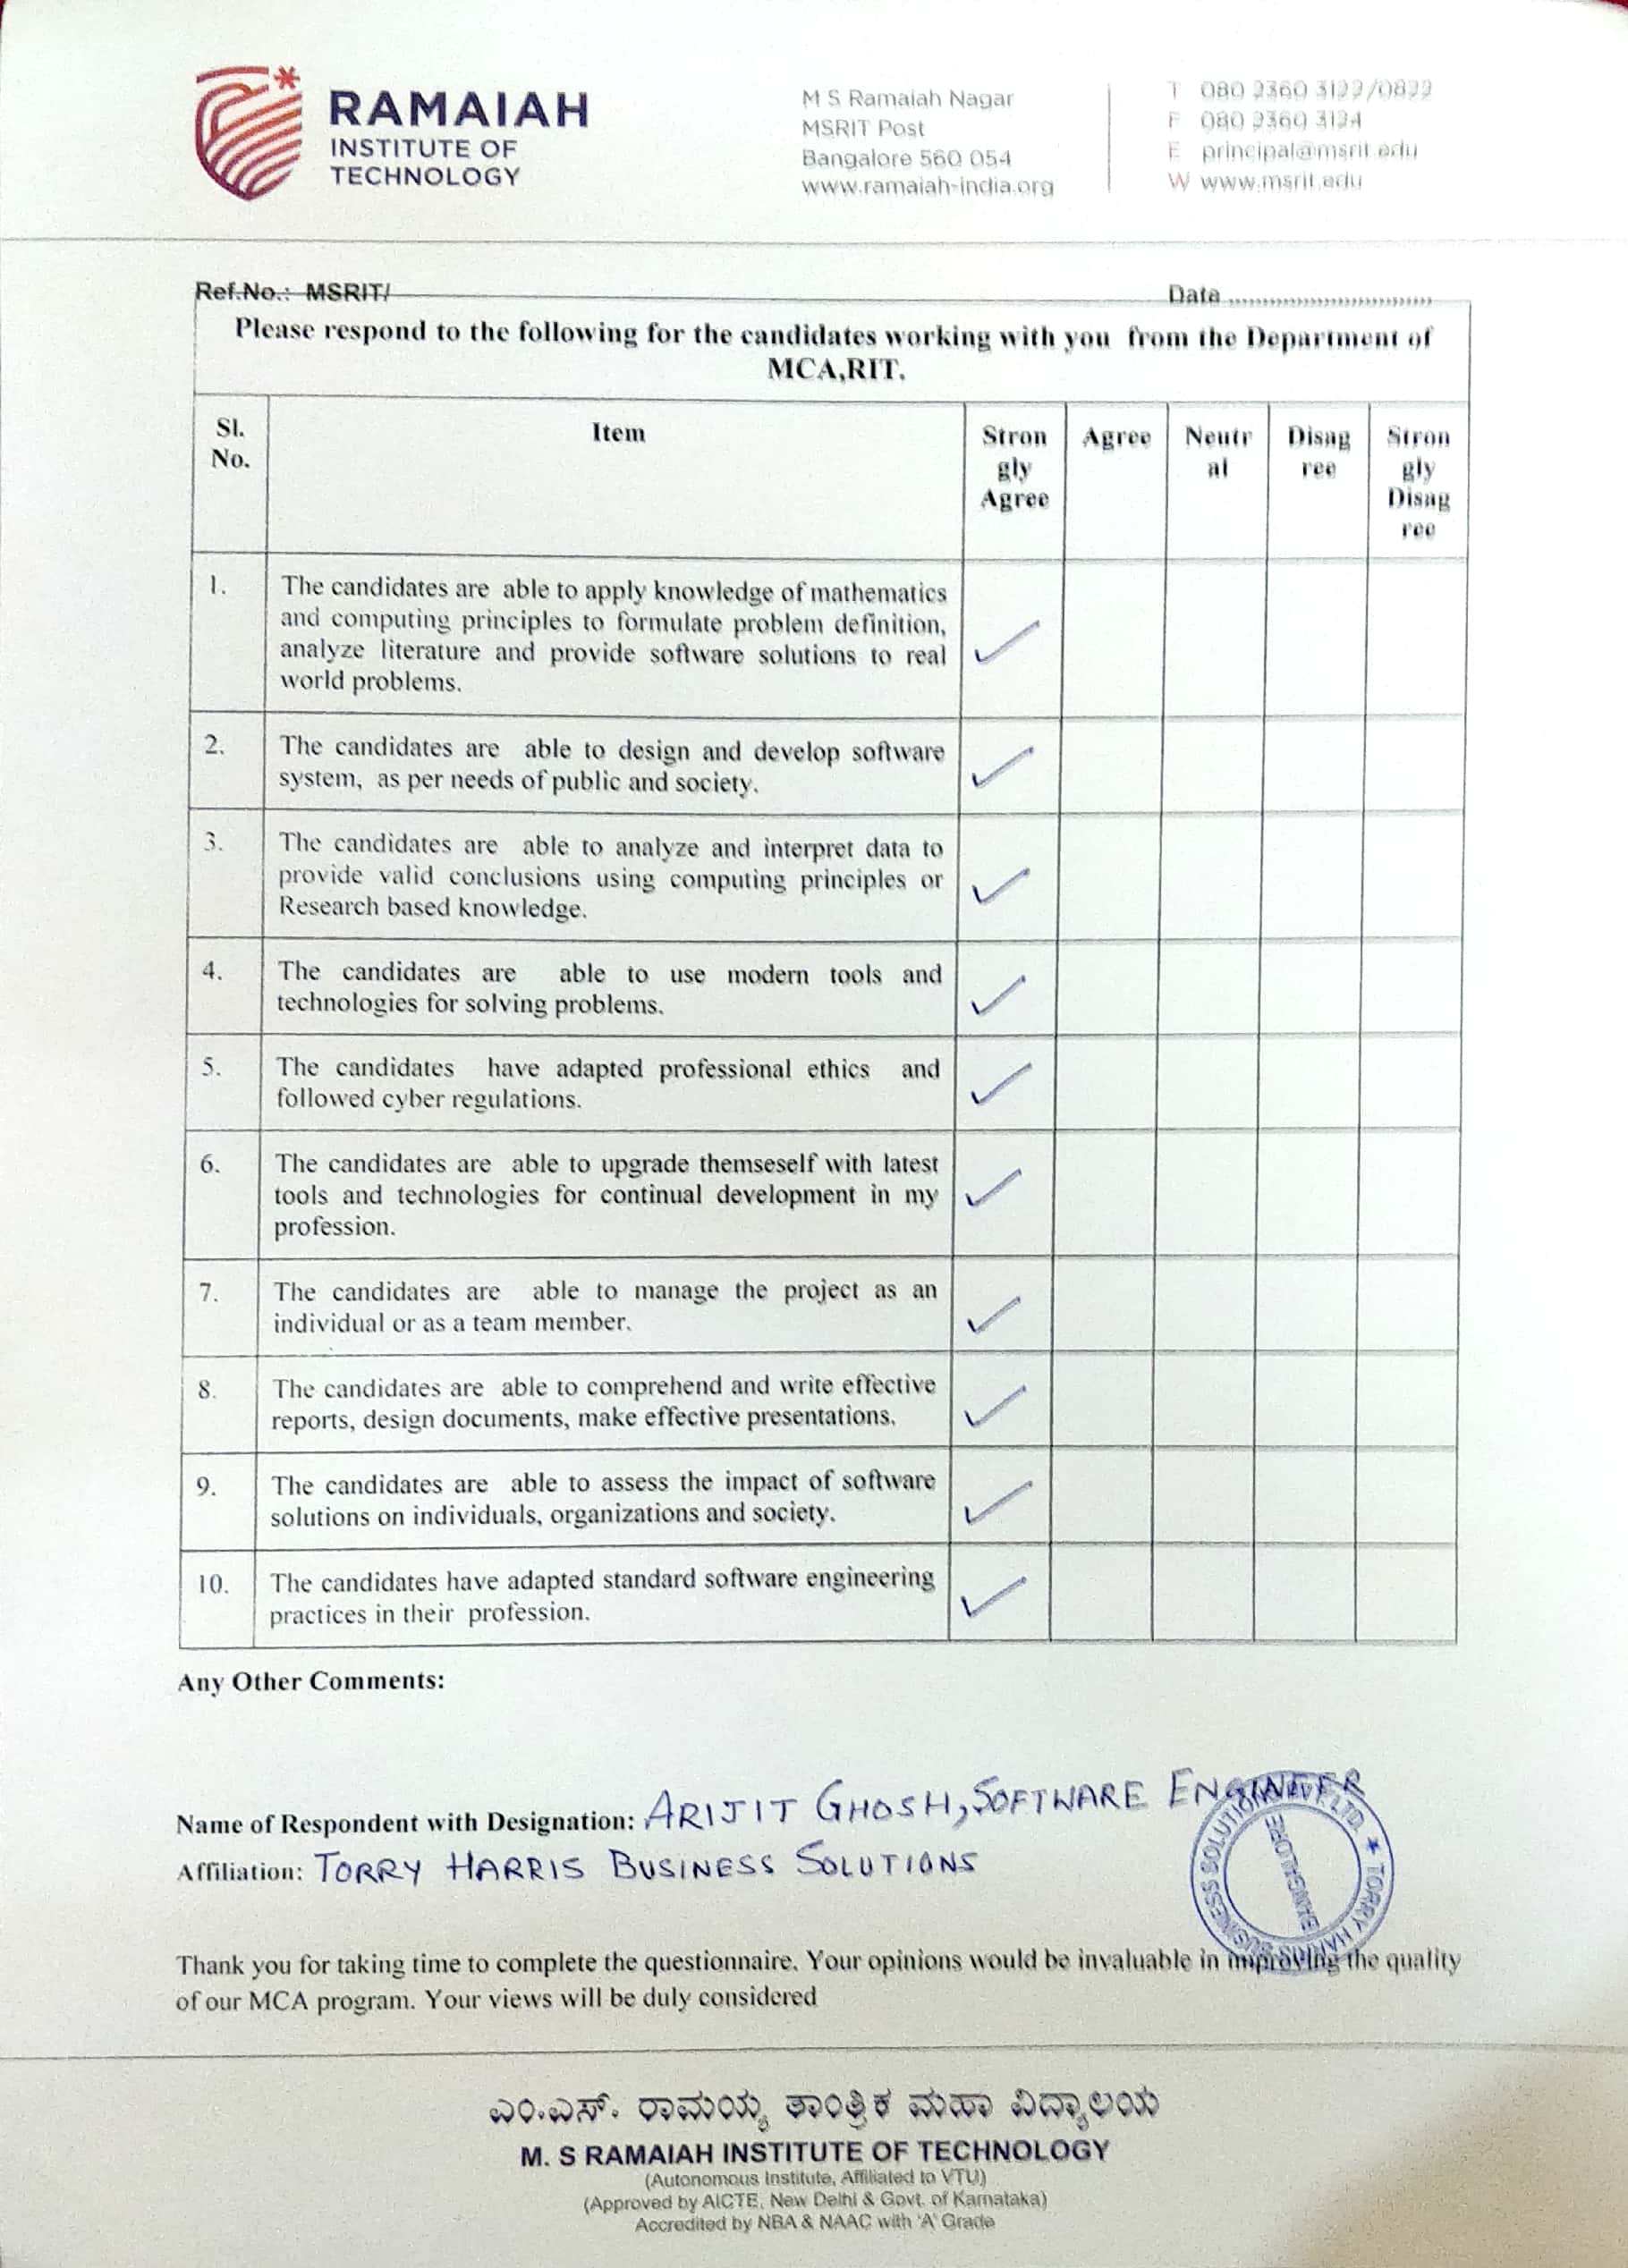 RAMAIAH
INSTITUTE OF
TECHNOLOGY
M S Ramaiah Nagar
MSRIT Post
Bangalore 560 054
www.ramaiah-india.org
T 080 2360 3122/0822
F 080 2360 3124
E principal@msrit.edu
W www.msrit.edu
Ref.No.: MSRIT/
Date ..............................
Please respond to the following for the candidates working with you from the Department of
MCA,RIT.
Sl.
No.
Item
Stron
gly
Agree
Agree
Neutr
al
Disag
ree
Stron
gly
Disag
ree
1.
The candidates are able to apply knowledge of mathematics
and computing principles to formulate problem definition,
analyze literature and provide software solutions to real
world problems.
2.
The candidates are able to design and develop software
system, as per needs of public and society.
3.
The candidates are able to analyze and interpret data to
provide valid conclusions using computing principles or
Research based knowledge.
4.
The candidates are able to use modern tools and
technologies for solving problems.
5.
The candidates have adapted professional ethics and
followed cyber regulations.
6.
The candidates are able to upgrade themseself with latest
tools and technologies for continual development in my
profession.
7.
The candidates are able to manage the project as an
individual or as a team member.
8.
The candidates are able to comprehend and write effective
reports, design documents, make effective presentations.
9.
The candidates are able to assess the impact of software
solutions on individuals, organizations and society.
10.
The candidates have adapted standard software engineering
practices in their profession.
Any Other Comments:
Name of Respondent with Designation: ARIJIT GHOSH, SOFTWARE ENGINEER
Affiliation: TORRY HARRIS BUSINESS SOLUTIONS
★ TORRY HARRIS BUSINESS SOLUTIONS PVT. LTD.
BANGALORE
Thank you for taking time to complete the questionnaire. Your opinions would be invaluable in improving the quality
of our MCA program. Your views will be duly considered
ಎಂ.ಎಸ್. ರಾಮಯ್ಯ ತಾಂತ್ರಿಕ ಮಹಾ ವಿದ್ಯಾಲಯ
M. S RAMAIAH INSTITUTE OF TECHNOLOGY
(Autonomous Institute, Affiliated to VTU)
(Approved by AICTE, New Delhi & Govt. of Karnataka)
Accredited by NBA & NAAC with 'A' Grade